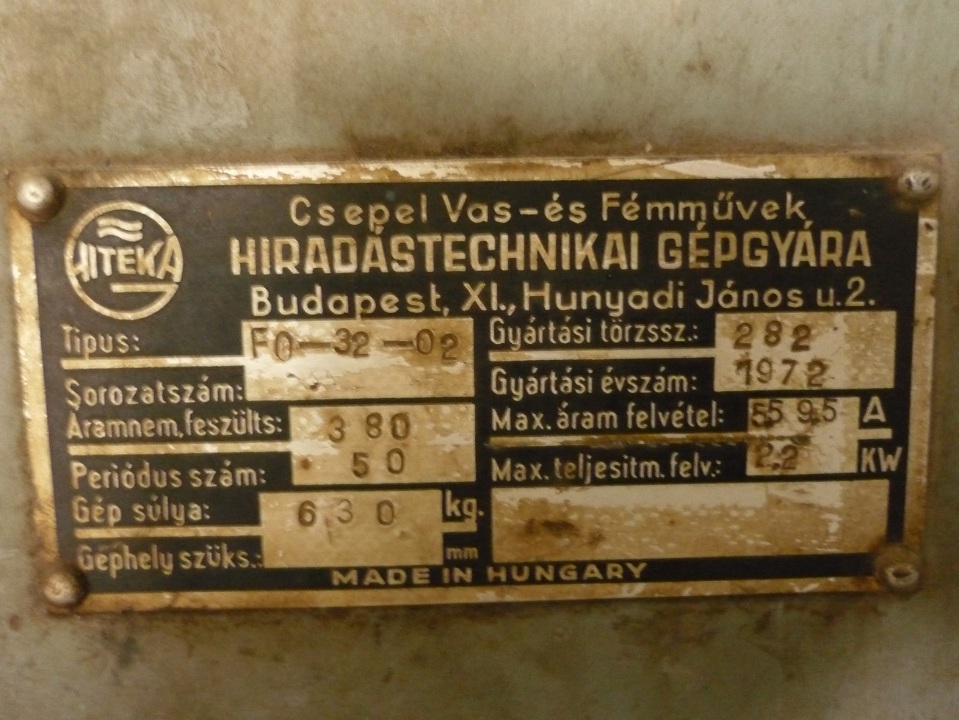 HITEKA
Csepel Vas-és Fémművek
HIRADÁSTECHNIKAI GÉPGYÁRA
Budapest, XI., Hunyadi János u. 2.
Tipus: FO-32-02
Sorozatszám:
Áramnem, feszülts: 380
Periódus szám: 50
Gép súlya: 630 kg.
Géphely szüks.: mm
Gyártási törzssz.: 282
Gyártási évszám: 1972
Max. áram felvétel: A
Max. teljesitm. felv.: 2,2 KW
MADE IN HUNGARY